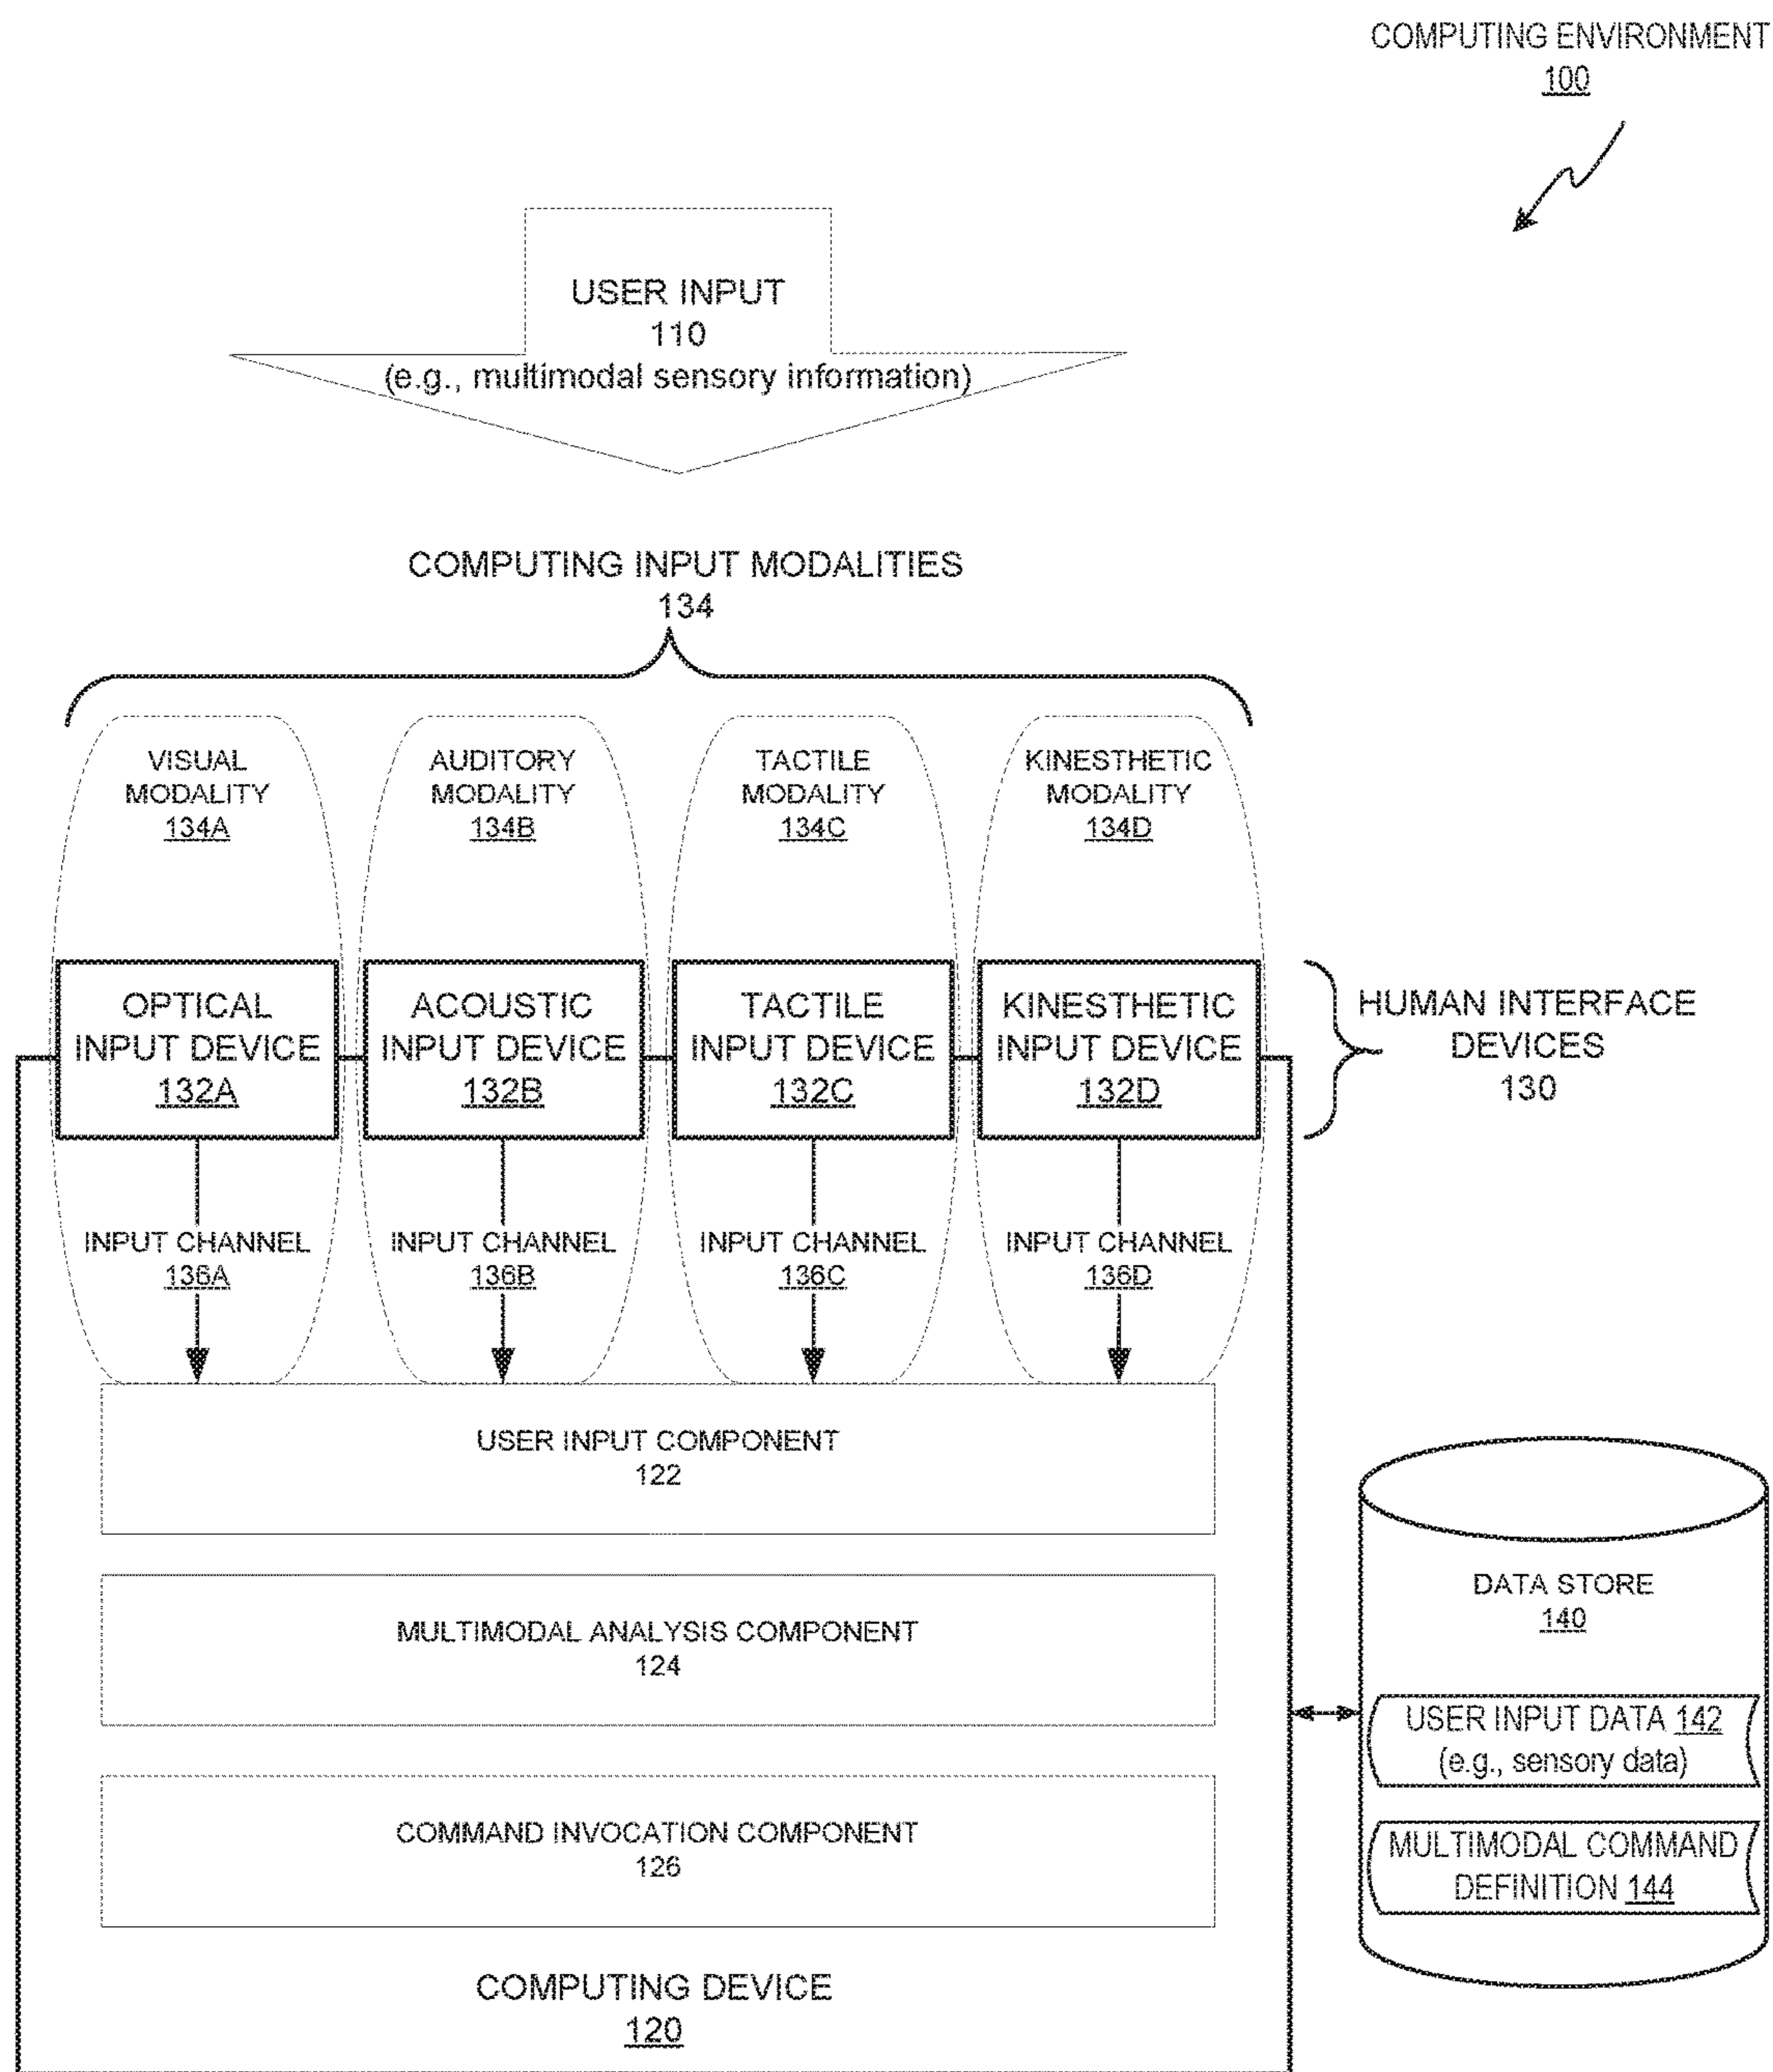 COMPUTING ENVIRONMENT
100
USER INPUT
110
(e.g., multimodal sensory information)
COMPUTING INPUT MODALITIES
134
VISUAL
MODALITY
134A
AUDITORY
MODALITY
134B
TACTILE
MODALITY
134C
KINESTHETIC
MODALITY
134D
OPTICAL
INPUT DEVICE
132A
ACOUSTIC
INPUT DEVICE
132B
TACTILE
INPUT DEVICE
132C
KINESTHETIC
INPUT DEVICE
132D
HUMAN INTERFACE
DEVICES
130
INPUT CHANNEL
136A
INPUT CHANNEL
136B
INPUT CHANNEL
136C
INPUT CHANNEL
136D
USER INPUT COMPONENT
122
MULTIMODAL ANALYSIS COMPONENT
124
COMMAND INVOCATION COMPONENT
126
COMPUTING DEVICE
120
DATA STORE
140
USER INPUT DATA 142
(e.g., sensory data)
MULTIMODAL COMMAND
DEFINITION 144